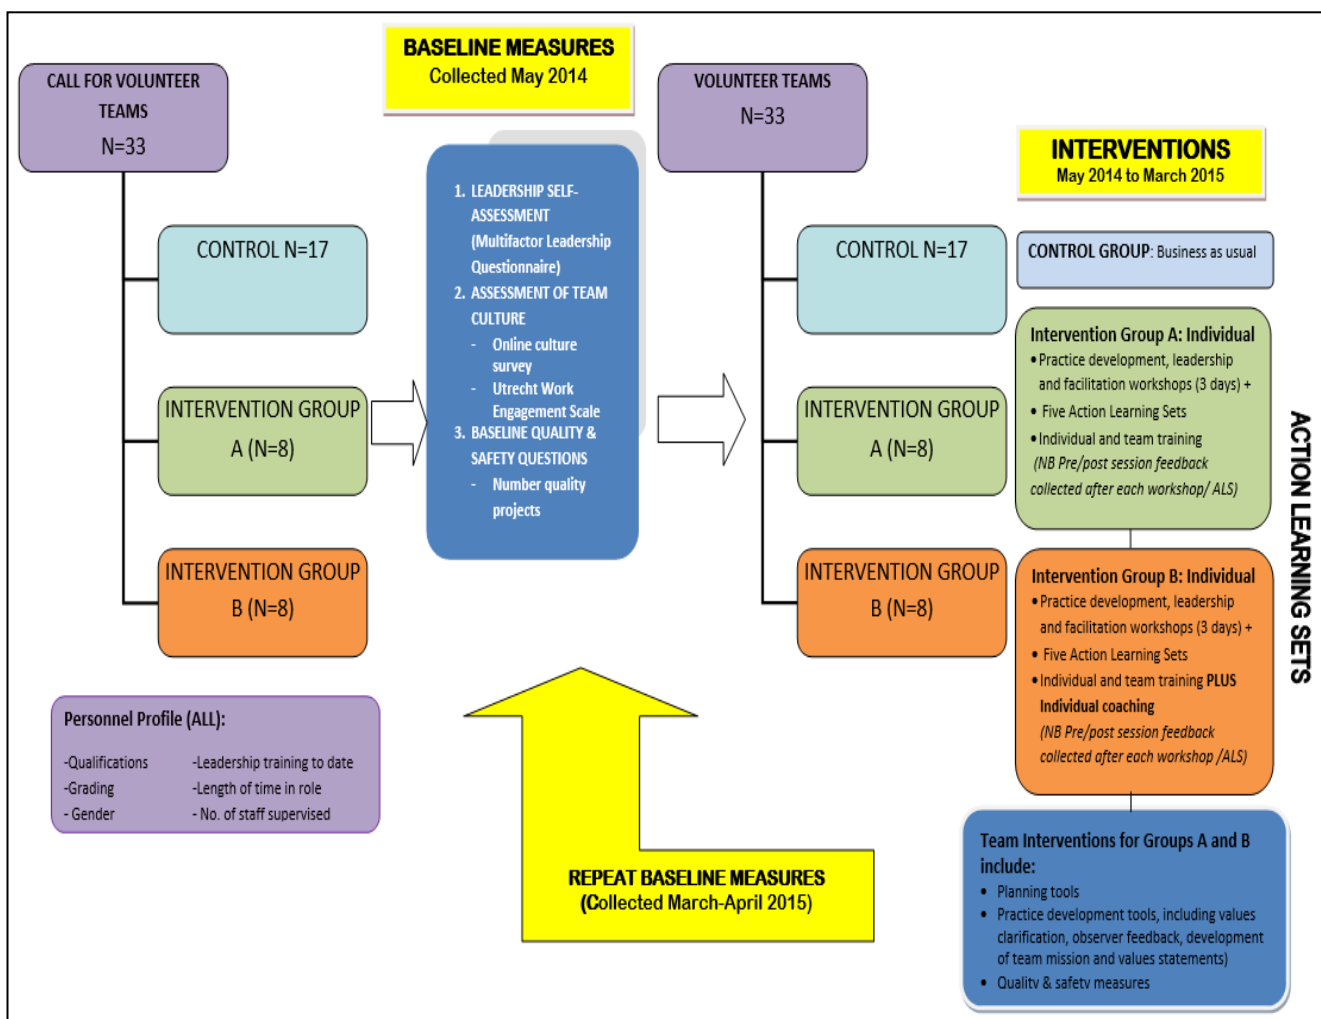 CALL FOR VOLUNTEER
TEAMS
N=33
CONTROL N=17
INTERVENTION GROUP
A (N=8)
INTERVENTION GROUP
B (N=8)
Personnel Profile (ALL):
-Qualifications -Leadership training to date
-Grading -Length of time in role
- Gender - No. of staff supervised
BASELINE MEASURES
Collected May 2014
1. LEADERSHIP SELF-
ASSESSMENT
(Multifactor Leadership
Questionnaire)
2. ASSESSMENT OF TEAM
CULTURE
- Online culture
survey
- Utrecht Work
Engagement Scale
3. BASELINE QUALITY &
SAFETY QUESTIONS
- Number quality
projects
REPEAT BASELINE MEASURES
(Collected March-April 2015)
VOLUNTEER TEAMS
N=33
CONTROL N=17
INTERVENTION GROUP
A (N=8)
INTERVENTION GROUP
B (N=8)
INTERVENTIONS
May 2014 to March 2015
CONTROL GROUP: Business as usual
Intervention Group A: Individual
• Practice development, leadership
and facilitation workshops (3 days) +
• Five Action Learning Sets
• Individual and team training
(NB Pre/post session feedback
collected after each workshop/ ALS)
Intervention Group B: Individual
• Practice development, leadership
and facilitation workshops (3 days) +
• Five Action Learning Sets
• Individual and team training PLUS
Individual coaching
(NB Pre/post session feedback
collected after each workshop /ALS)
Team Interventions for Groups A and B
include:
• Planning tools
• Practice development tools, including values
clarification, observer feedback, development
of team mission and values statements)
• Quality & safety measures
ACTION LEARNING SETS